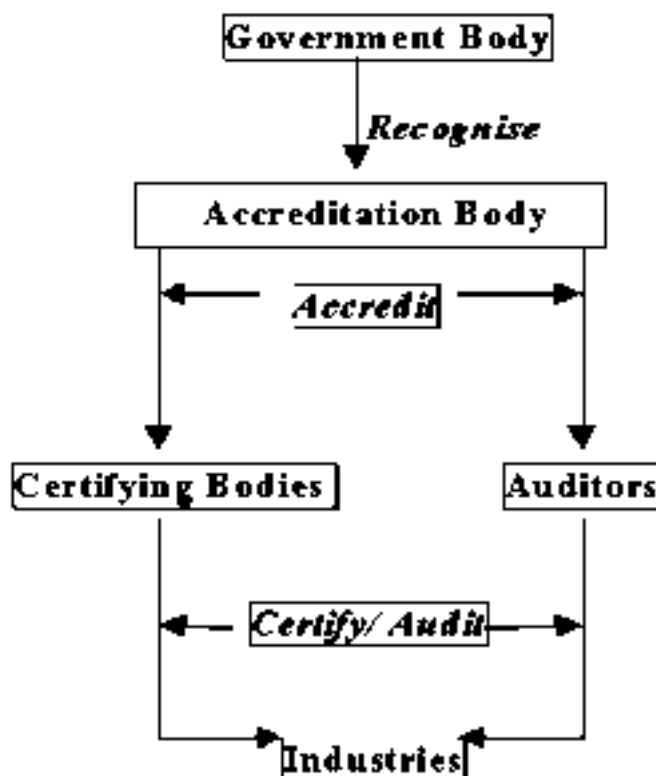 Government Body
Recognise
Accreditation Body
Accredit
Certifying Bodies
Auditors
Certify/ Audit
Industries